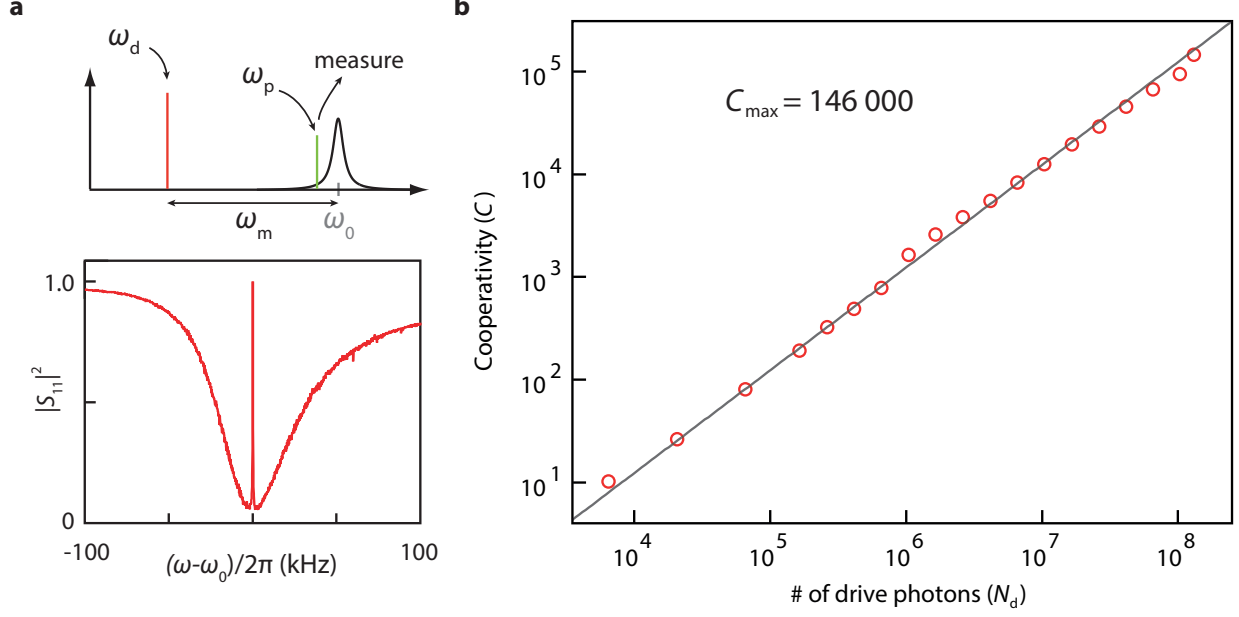 a
ω_d
ω_p
measure
ω_m
ω_0
1.0
|S_11|^2
0
-100
100
(ω-ω_0)/2π (kHz)
b
C_max = 146 000
10^5
10^4
10^3
10^2
10^1
Cooperativity (C)
10^4 10^5 10^6 10^7 10^8
# of drive photons (N_d)